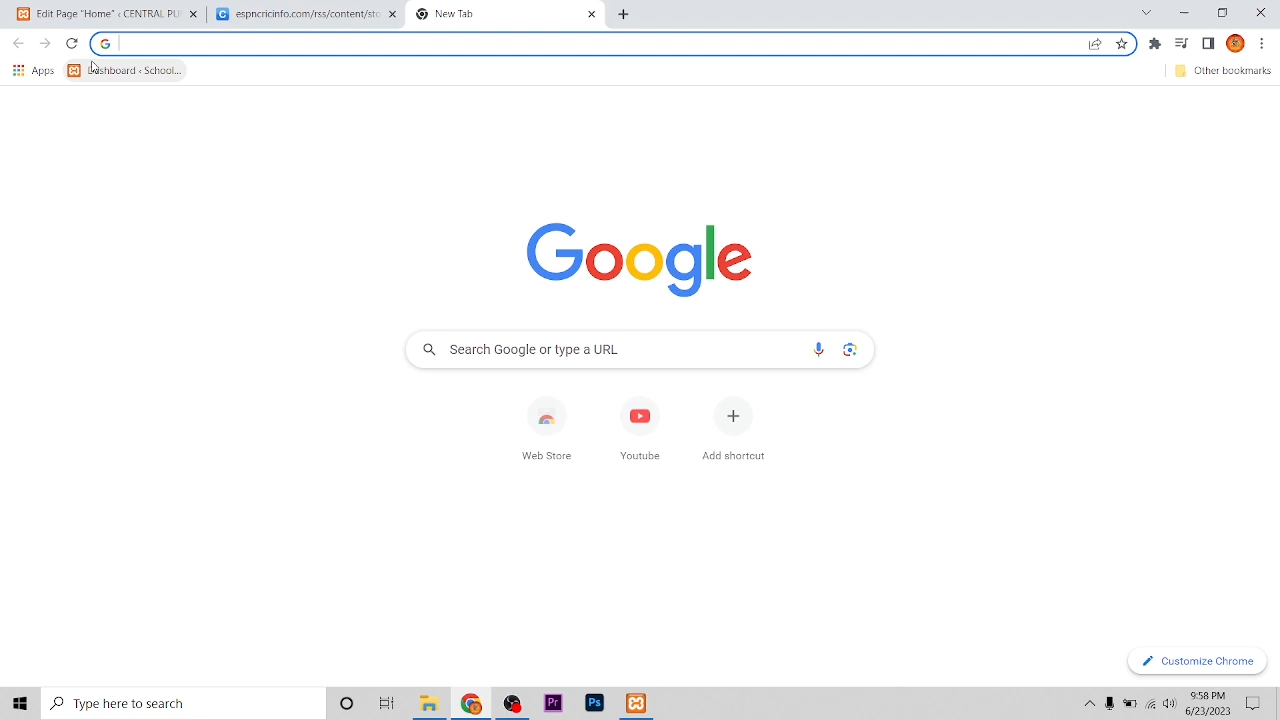 Edit Page "Home" ‹ CENTRAL PU
espncricinfo.com/rss/content/sto
New Tab
Apps
Dashboard ‹ School...
Other bookmarks
Google
Search Google or type a URL
Web Store
Youtube
Add shortcut
Customize Chrome
Type here to search
Pr
Ps
9:58 PM
6/23/2023